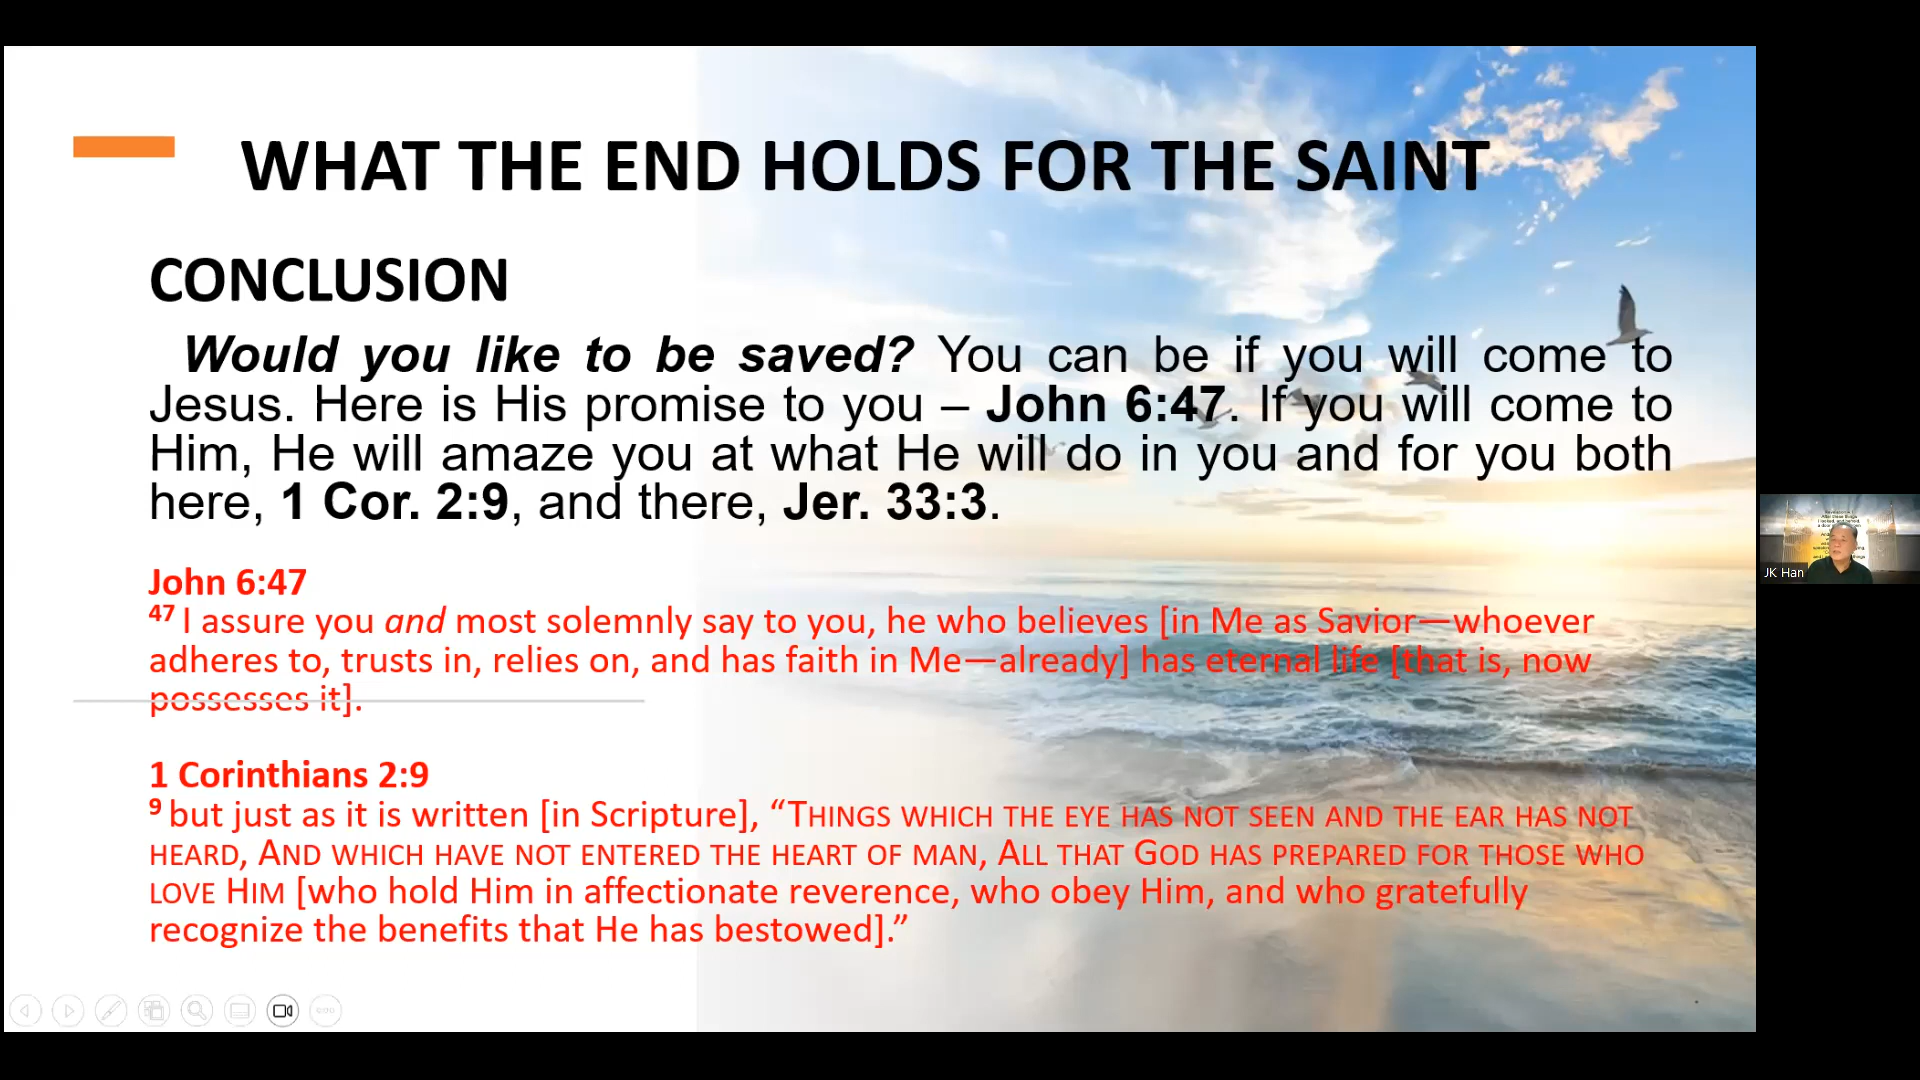 WHAT THE END HOLDS FOR THE SAINT
CONCLUSION
Would you like to be saved? You can be if you will come to
Jesus. Here is His promise to you – John 6:47. If you will come to
Him, He will amaze you at what He will do in you and for you both
here, 1 Cor. 2:9, and there, Jer. 33:3.
John 6:47
47 I assure you and most solemnly say to you, he who believes [in Me as Savior—whoever
adheres to, trusts in, relies on, and has faith in Me—already] has eternal life [that is, now
possesses it].
1 Corinthians 2:9
9 but just as it is written [in Scripture], “THINGS WHICH THE EYE HAS NOT SEEN AND THE EAR HAS NOT
HEARD, AND WHICH HAVE NOT ENTERED THE HEART OF MAN, ALL THAT GOD HAS PREPARED FOR THOSE WHO
LOVE HIM [who hold Him in affectionate reverence, who obey Him, and who gratefully
recognize the benefits that He has bestowed].”
JK Han